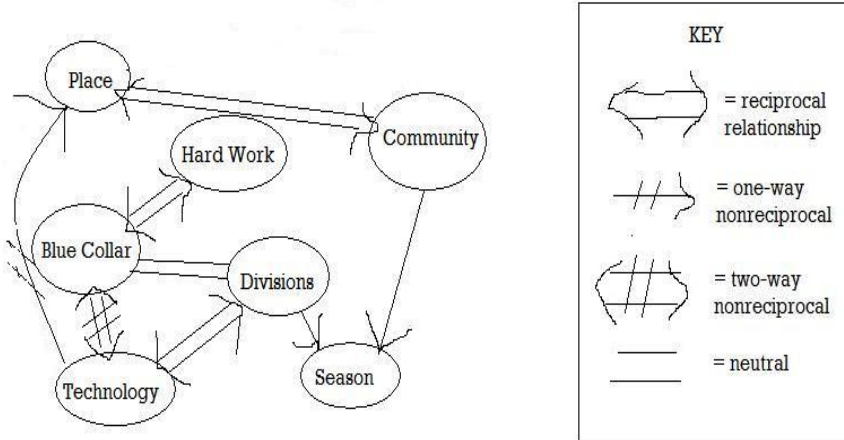 Place
Community
Hard Work
Blue Collar
Divisions
Technology
Season
KEY
= reciprocal
relationship
= one-way
nonreciprocal
= two-way
nonreciprocal
= neutral